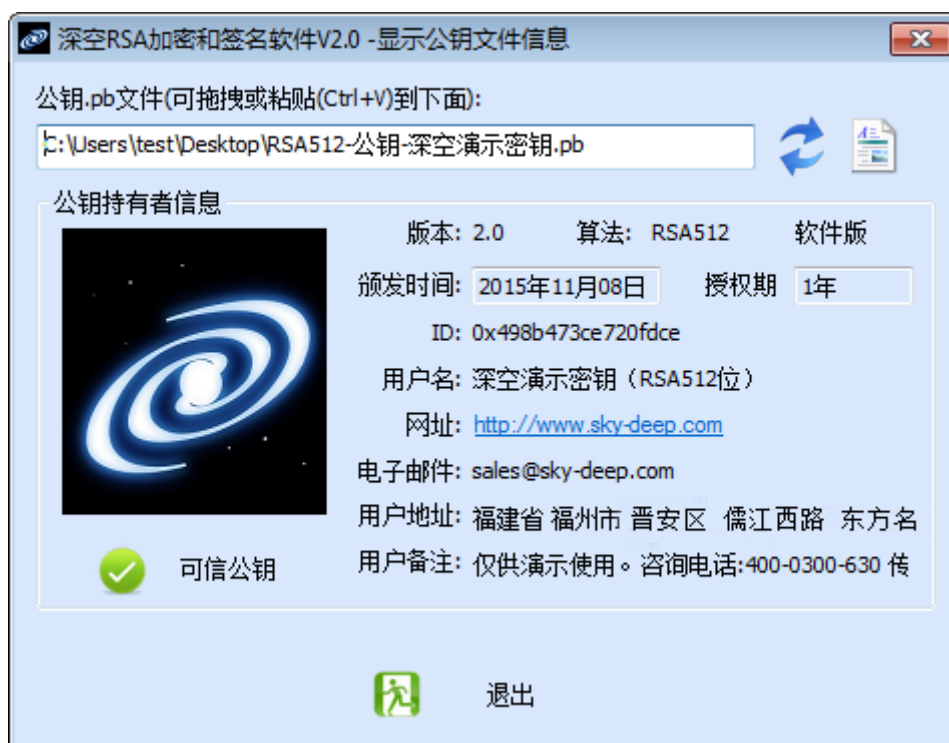 深空RSA加密和签名软件V2.0 -显示公钥文件信息
公钥.pb文件(可拖拽或粘贴(Ctrl+V)到下面):
C:\Users\test\Desktop\RSA512-公钥-深空演示密钥.pb
公钥持有者信息
版本: 2.0 算法: RSA512 软件版
颁发时间: 2015年11月08日 授权期 1年
ID: 0x498b473ce720fdce
用户名: 深空演示密钥（RSA512位）
网址: http://www.sky-deep.com
电子邮件: sales@sky-deep.com
用户地址: 福建省 福州市 晋安区 儒江西路 东方名
用户备注: 仅供演示使用。咨询电话:400-0300-630 传
可信公钥
退出